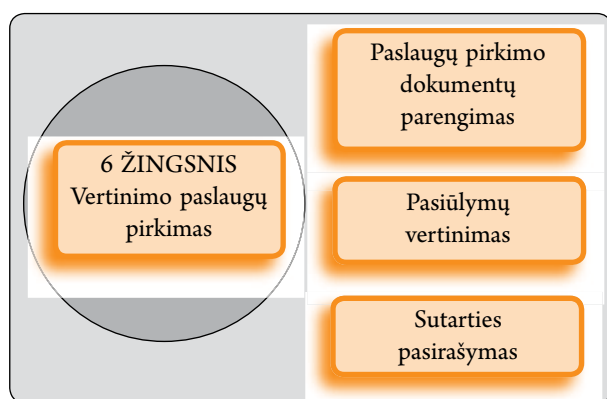 6 ŽINGSNIS
Vertinimo paslaugų
pirkimas
Paslaugų pirkimo
dokumentų
parengimas
Pasiūlymų
vertinimas
Sutarties
pasirašymas